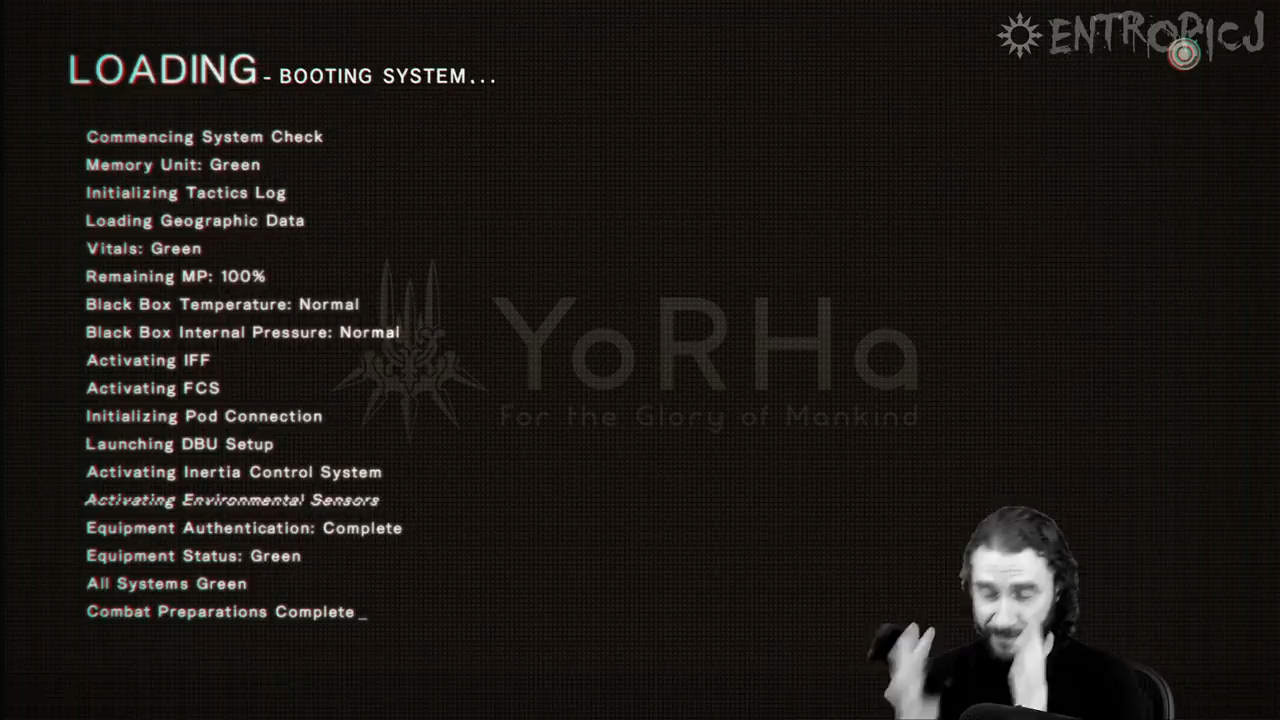 ENTROPICJ
LOADING - BOOTING SYSTEM...
Commencing System Check
Memory Unit: Green
Initializing Tactics Log
Loading Geographic Data
Vitals: Green
Remaining MP: 100%
Black Box Temperature: Normal
Black Box Internal Pressure: Normal
Activating IFF
Activating FCS
Initializing Pod Connection
Launching DBU Setup
Activating Inertia Control System
Activating Environmental Sensors
Equipment Authentication: Complete
Equipment Status: Green
All Systems Green
Combat Preparations Complete_
YoRHa
For the Glory of Mankind